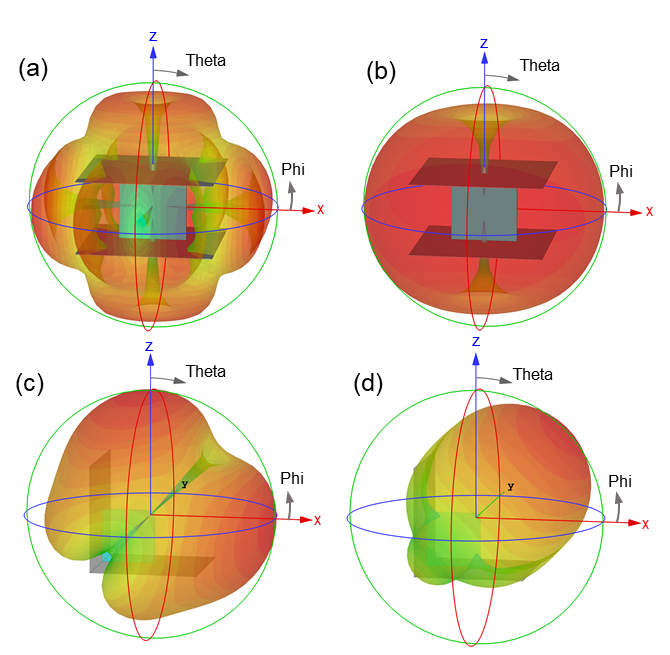 z
Theta
(a)
Phi
x
z
Theta
(b)
Phi
x
z
Theta
(c)
Phi
y
x
z
Theta
(d)
Phi
y
x